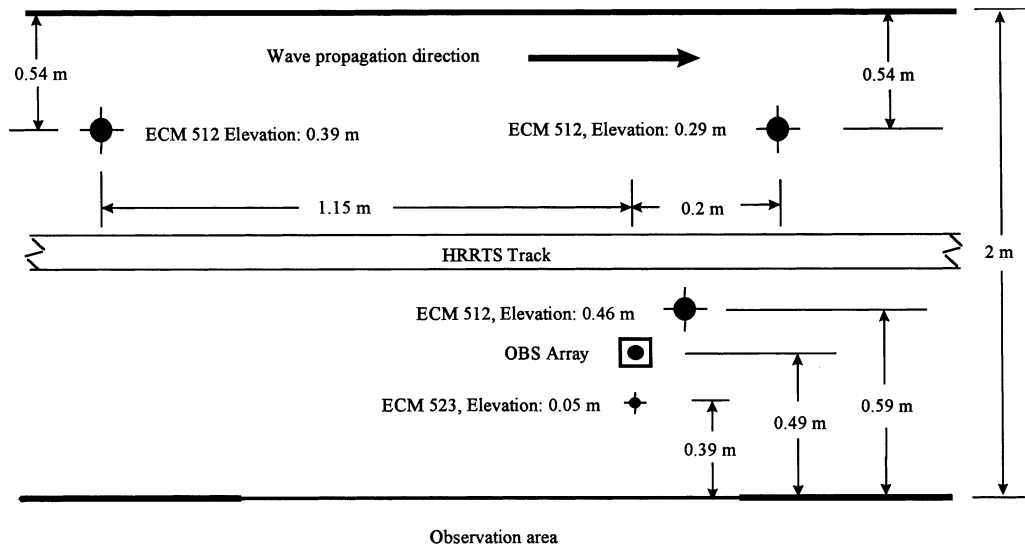 Wave propagation direction
0.54 m
0.54 m
ECM 512 Elevation: 0.39 m
ECM 512, Elevation: 0.29 m
1.15 m
0.2 m
HRRTS Track
2 m
ECM 512, Elevation: 0.46 m
OBS Array
ECM 523, Elevation: 0.05 m
0.59 m
0.49 m
0.39 m
Observation area